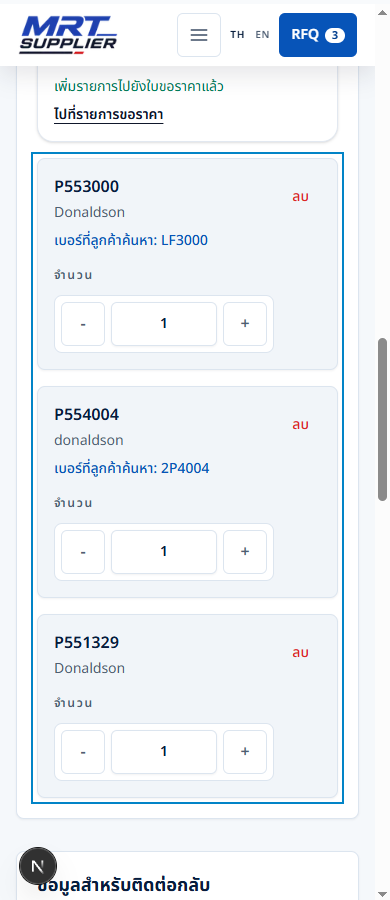 MRT
SUPPLIER
TH EN
RFQ 3
เพิ่มรายการไปยังใบขอราคาแล้ว
ไปที่รายการขอราคา
P553000
ลบ
Donaldson
เบอร์ที่ลูกค้าค้นหา: LF3000
จำนวน
- 1 +
P554004
ลบ
donaldson
เบอร์ที่ลูกค้าค้นหา: 2P4004
จำนวน
- 1 +
P551329
ลบ
Donaldson
จำนวน
- 1 +
N
ข้อมูลสำหรับติดต่อกลับ